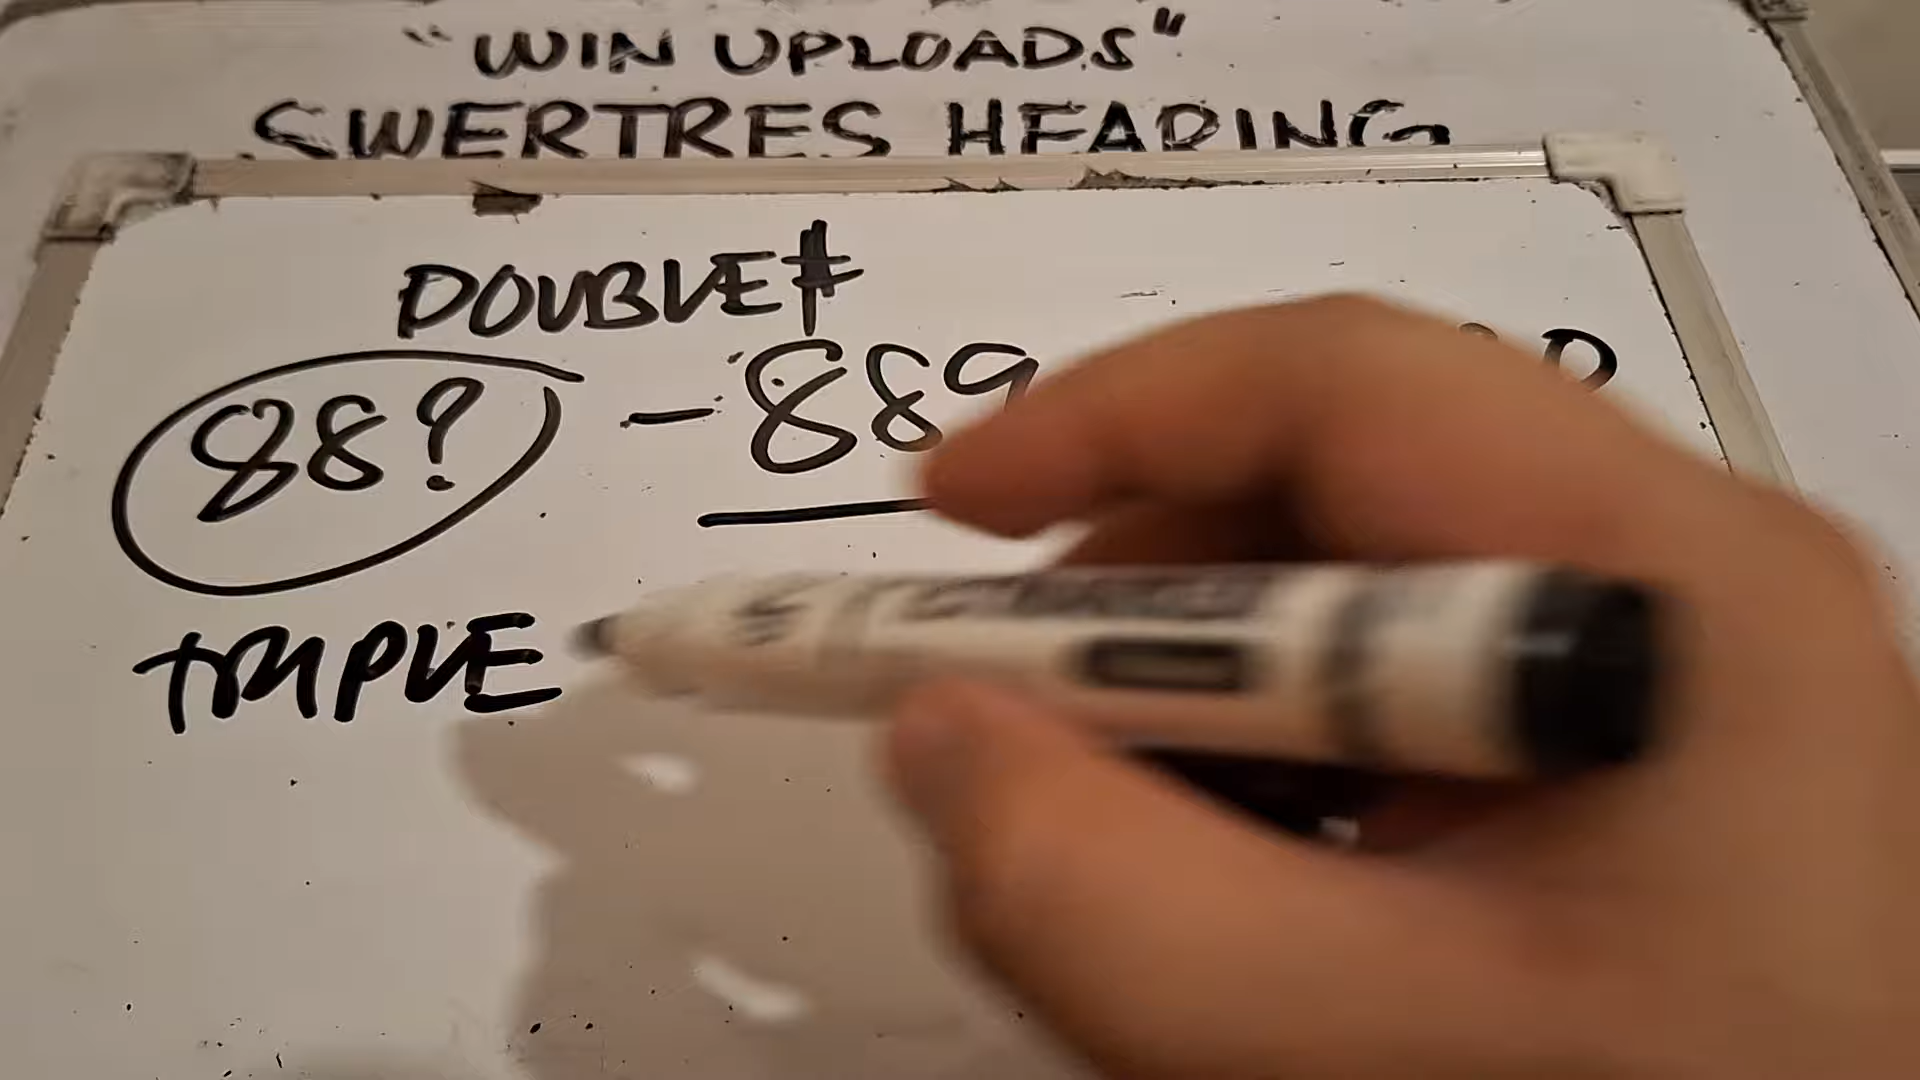 "WIN UPLOADS"
SWERTRES HEARING
DOUBLE#
88? - 889
TRIPLE